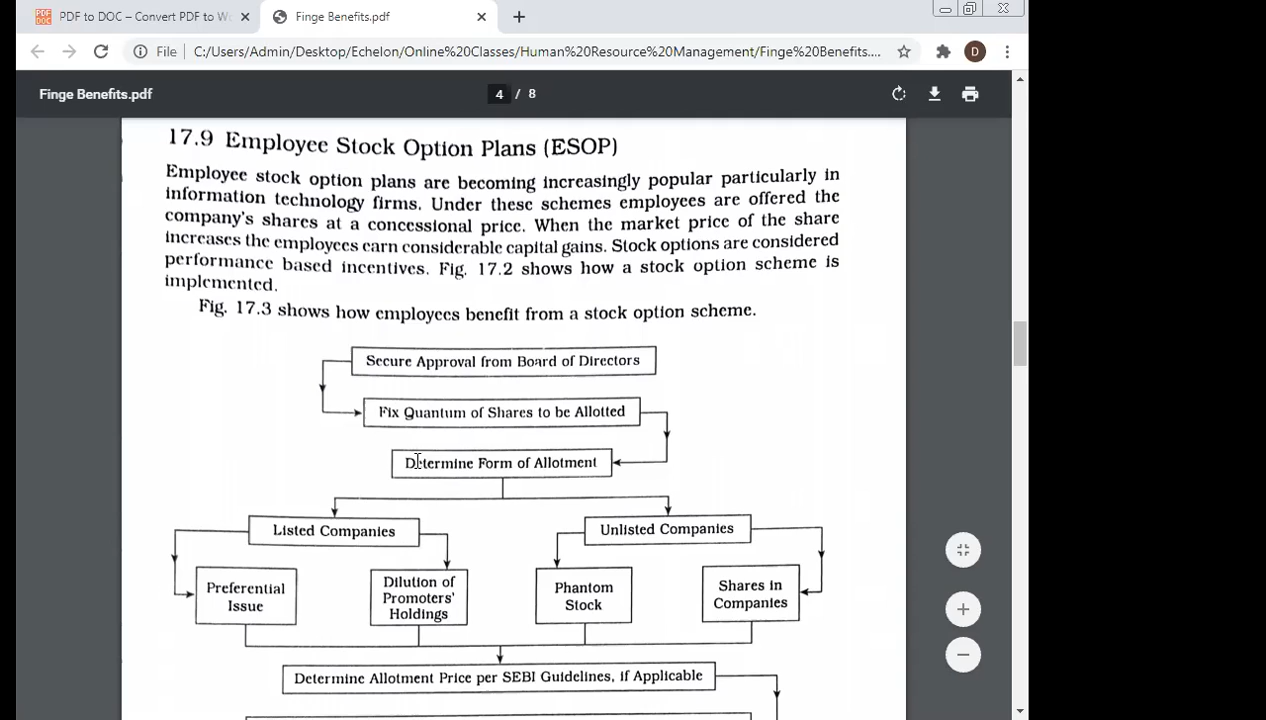 PDF to DOC – Convert PDF to W
Finge Benefits.pdf
File
C:/Users/Admin/Desktop/Echelon/Online%20Classes/Human%20Resource%20Management/Finge%20Benefits....
D
Finge Benefits.pdf
4 / 8
17.9 Employee Stock Option Plans (ESOP)
Employee stock option plans are becoming increasingly popular particularly in
information technology firms. Under these schemes employees are offered the
company's shares at a concessional price. When the market price of the share
increases the employees earn considerable capital gains. Stock options are considered
performance based incentives. Fig. 17.2 shows how a stock option scheme is
implemented.
Fig. 17.3 shows how employees benefit from a stock option scheme.
Secure Approval from Board of Directors
Fix Quantum of Shares to be Allotted
Determine Form of Allotment
Listed Companies
Unlisted Companies
Preferential
Issue
Dilution of
Promoters'
Holdings
Phantom
Stock
Shares in
Companies
Determine Allotment Price per SEBI Guidelines, if Applicable